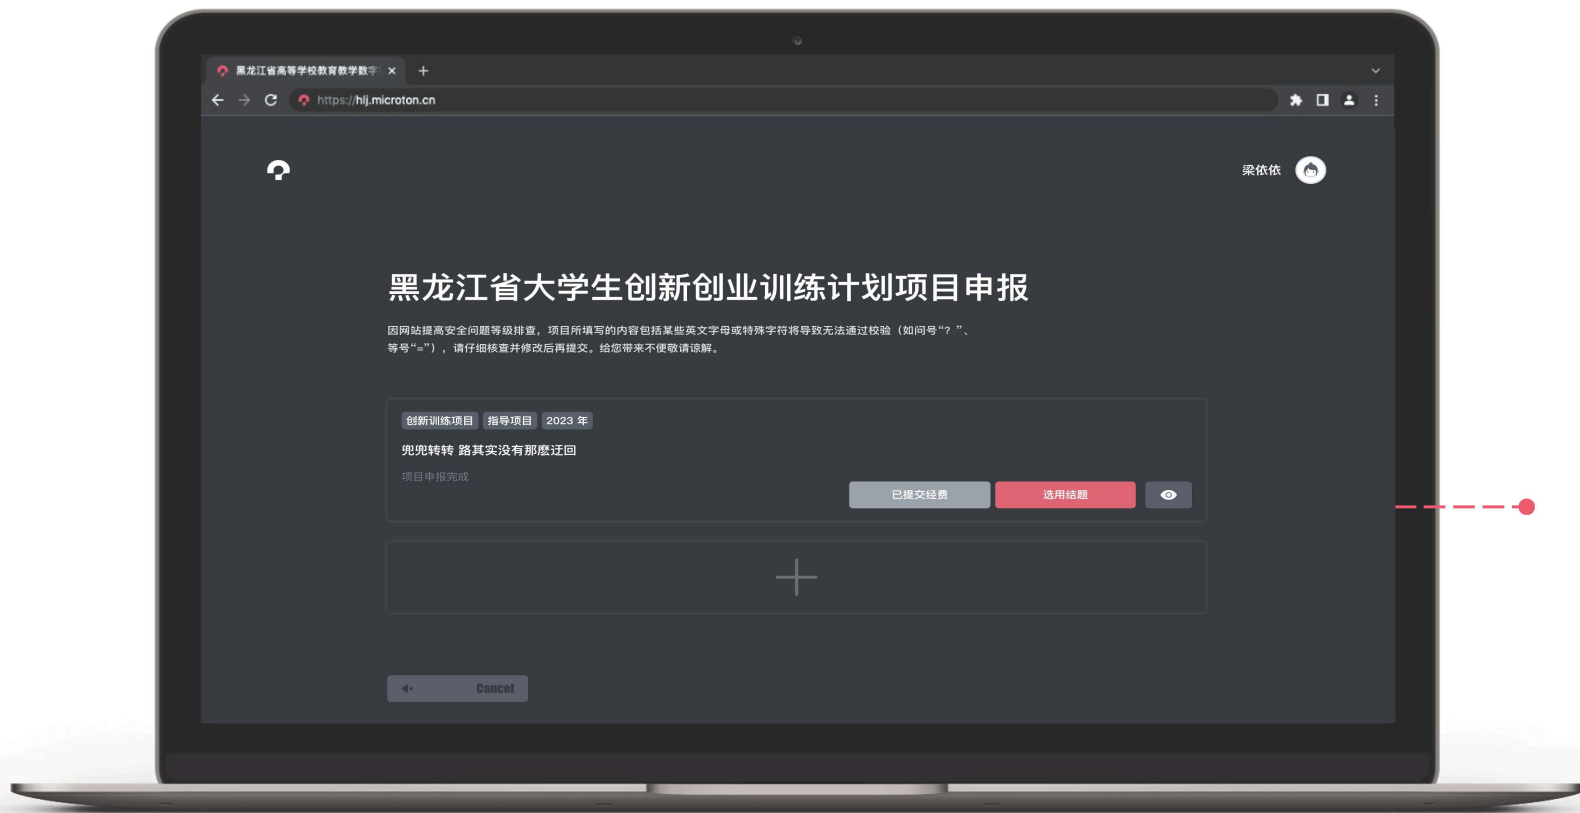 黑龙江省高等学校教育教学数字
https://hlj.microton.cn
梁依依
黑龙江省大学生创新创业训练计划项目申报
因网站提高安全问题等级排查，项目所填写的内容包括某些英文字母或特殊字符将导致无法通过校验（如问号“？”、
等号“=”），请仔细核查并修改后再提交。给您带来不便敬请谅解。
创新训练项目 指导项目 2023 年
兜兜转转 路其实没有那麽迂回
项目申报完成
已提交经费 选用结题
Cancel